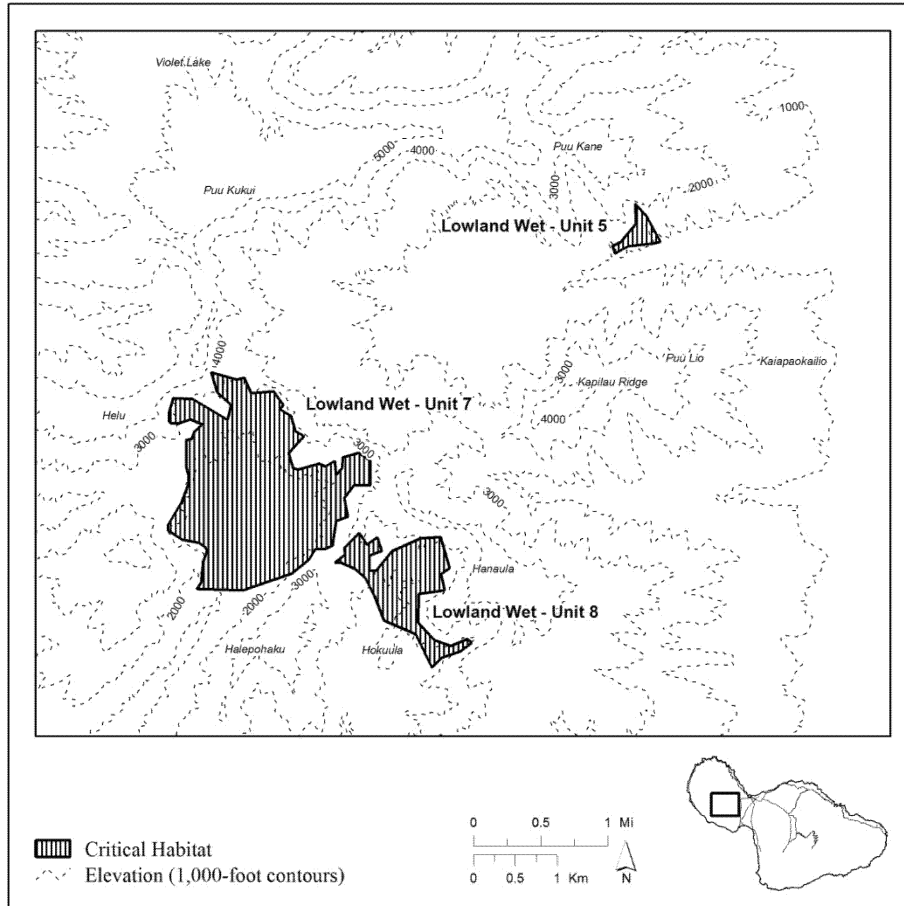 Violet Lake
1000
Puu Kane
5000
4000
3000
2000
Puu Kukui
Lowland Wet - Unit 5
4000
3000
Puu Lio
Kaiapaokailio
Kapilau Ridge
Lowland Wet - Unit 7
Helu
4000
3000
3000
3000
Hanaula
2000
2000
3000
Lowland Wet - Unit 8
Halepohaku
Hokuula
0 0.5 1 Mi
Critical Habitat
0 0.5 1 Km
N
Elevation (1,000-foot contours)